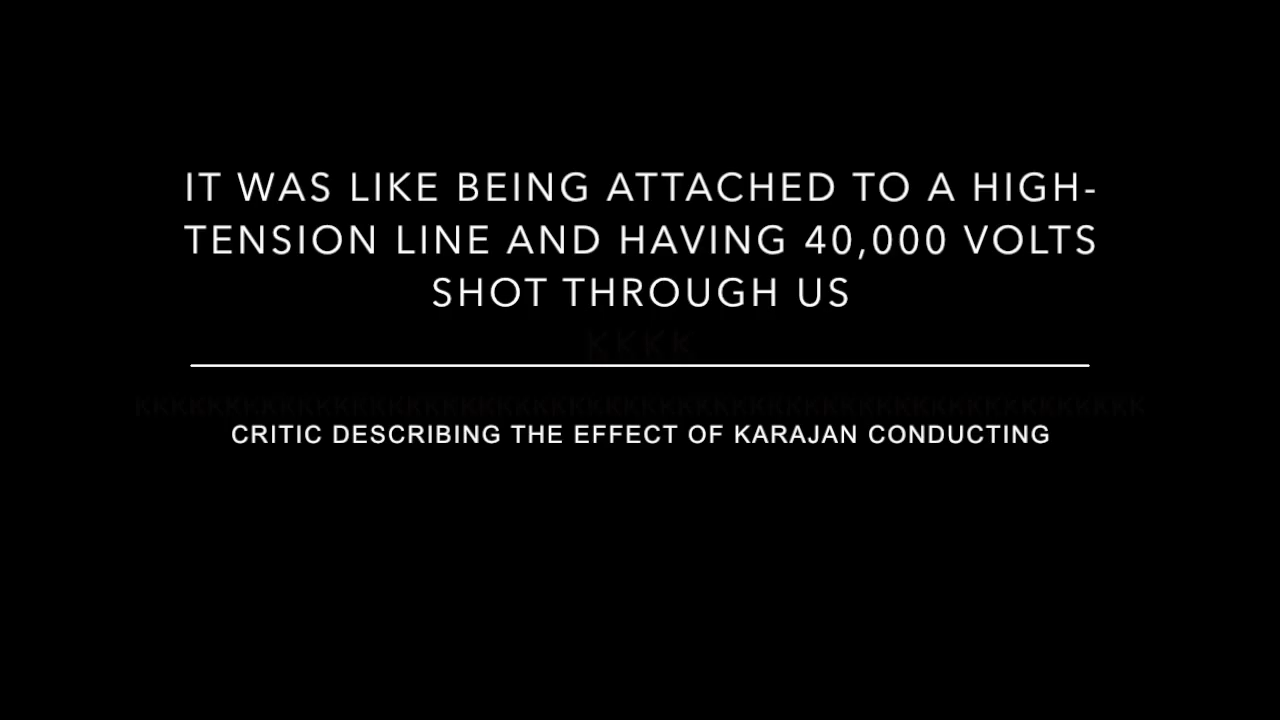 IT WAS LIKE BEING ATTACHED TO A HIGH-
TENSION LINE AND HAVING 40,000 VOLTS
SHOT THROUGH US
KKKK
CRITIC DESCRIBING THE EFFECT OF KARAJAN CONDUCTING